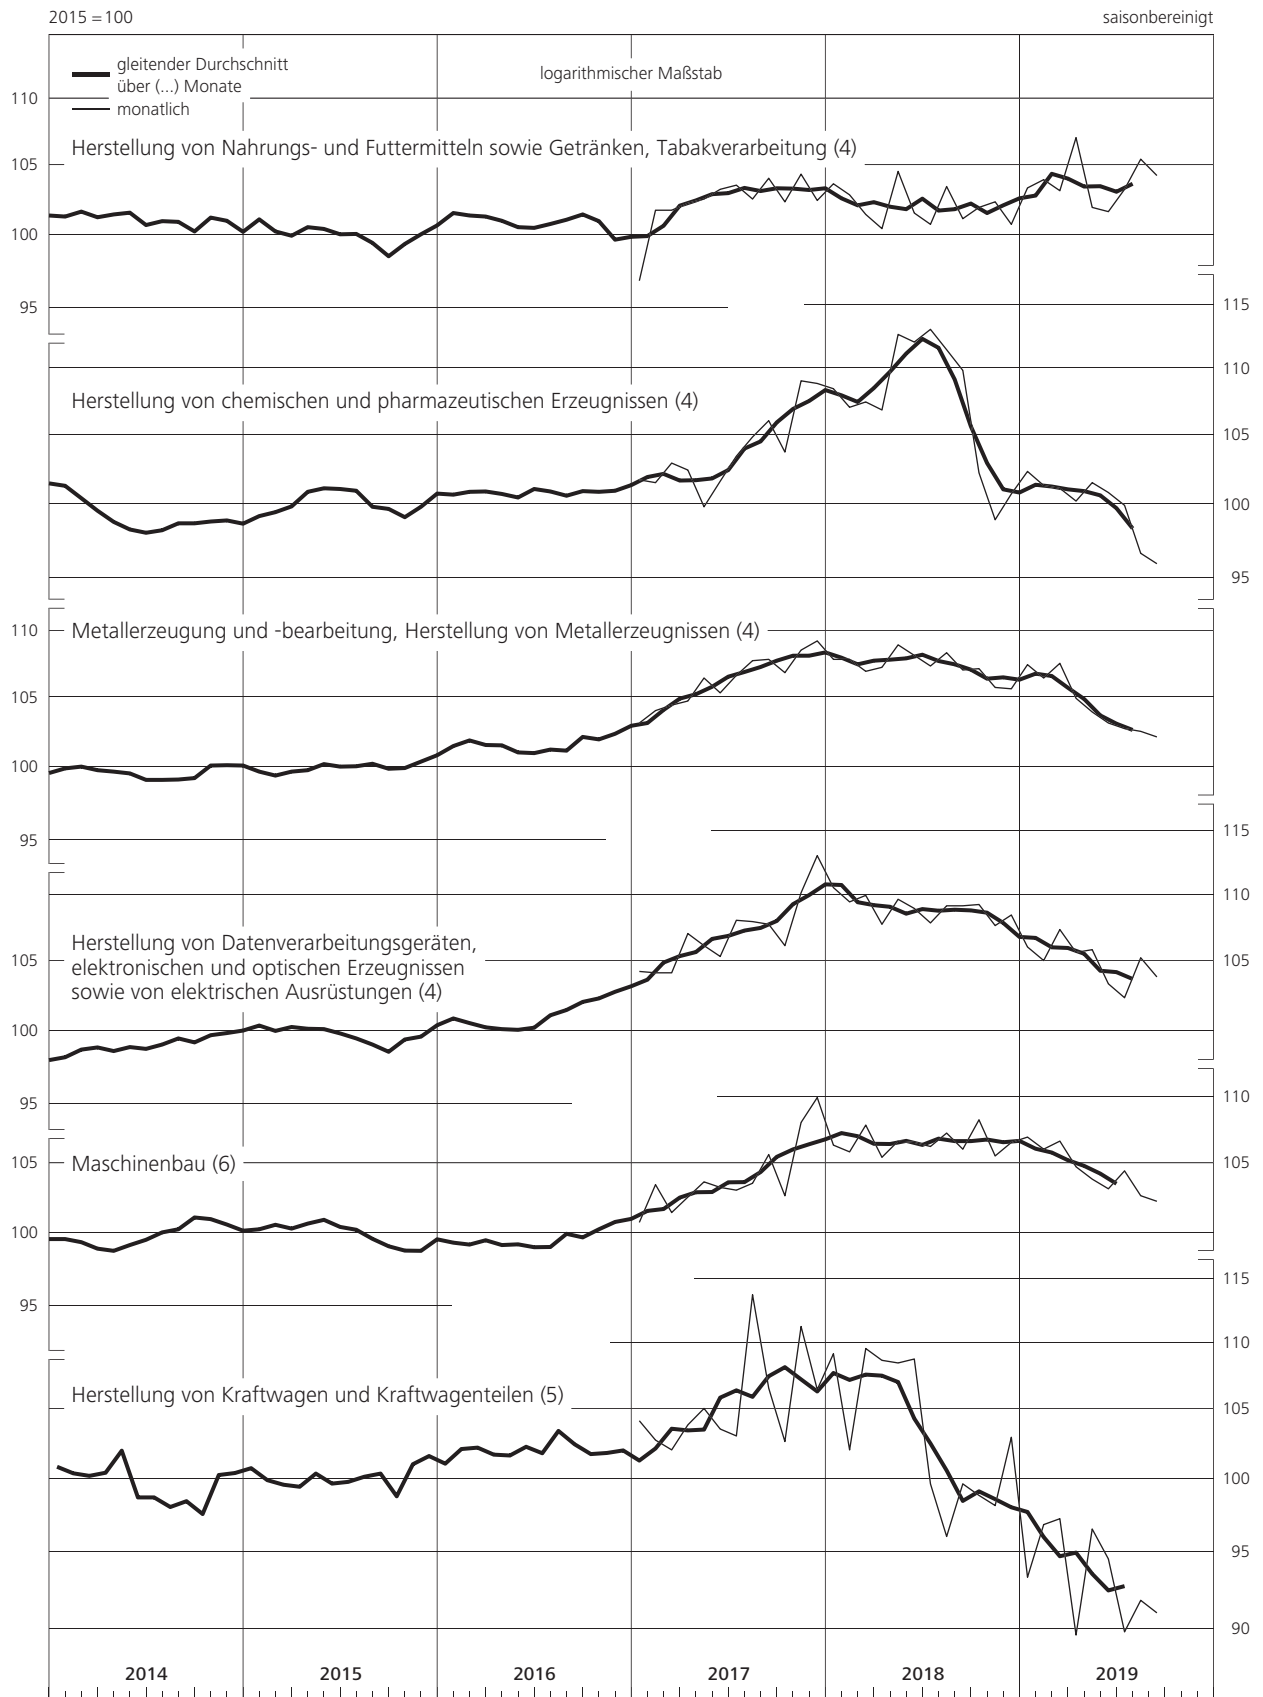 2015 = 100
saisonbereinigt
gleitender Durchschnitt
über (...) Monate
monatlich
logarithmischer Maßstab
110
Herstellung von Nahrungs- und Futtermitteln sowie Getränken, Tabakverarbeitung (4)
105
100
95
115
110
Herstellung von chemischen und pharmazeutischen Erzeugnissen (4)
105
100
95
110
Metallerzeugung und -bearbeitung, Herstellung von Metallerzeugnissen (4)
105
100
95
115
110
Herstellung von Datenverarbeitungsgeräten,
elektronischen und optischen Erzeugnissen
sowie von elektrischen Ausrüstungen (4)
105
105
100
95
110
105
Maschinenbau (6)
105
100
95
115
110
Herstellung von Kraftwagen und Kraftwagenteilen (5)
105
100
95
90
2014 2015 2016 2017 2018 2019